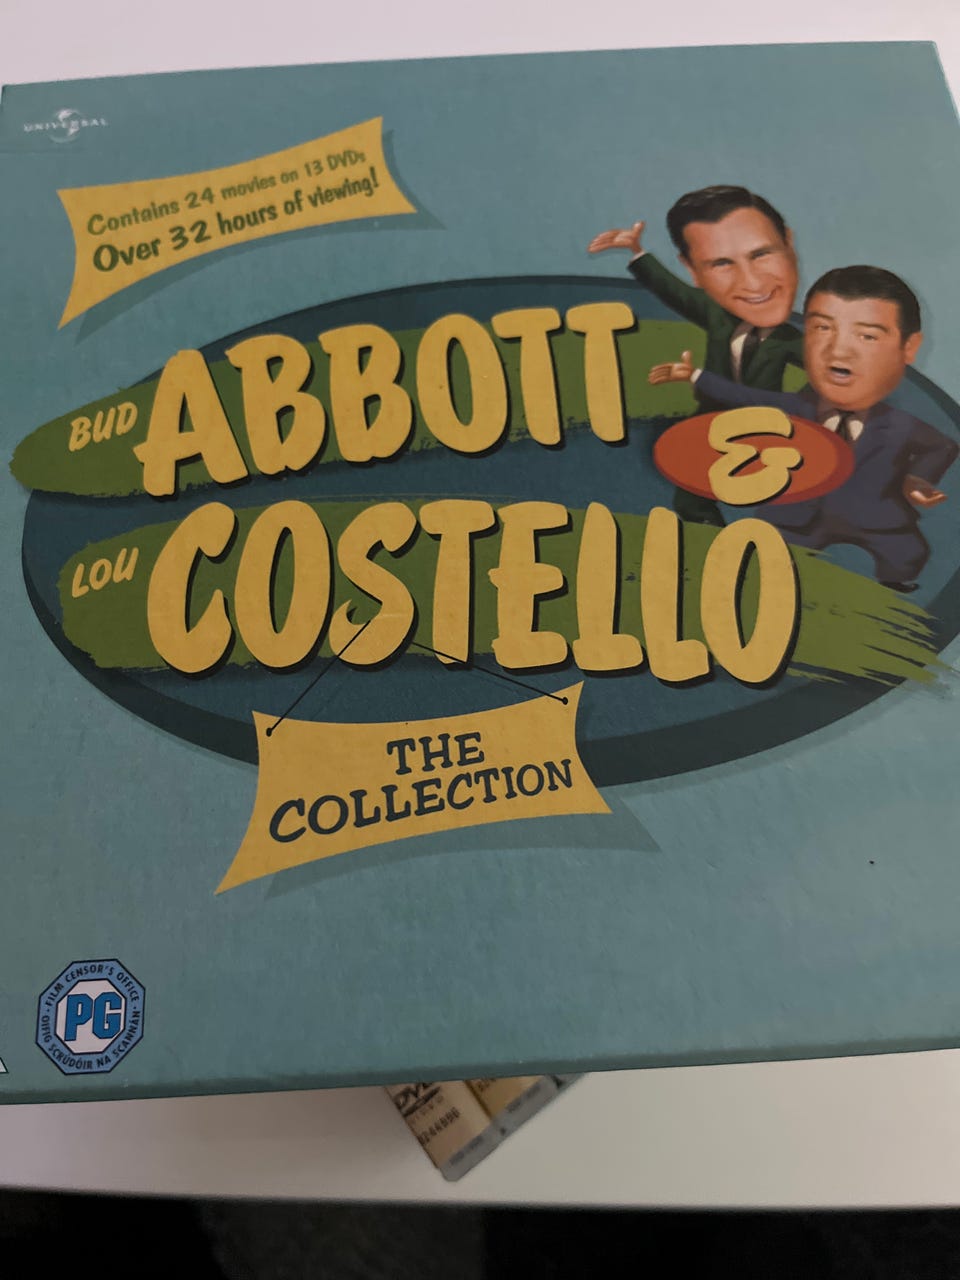 UNIVERSAL
Contains 24 movies on 13 DVDs
Over 32 hours of viewing!
BUD ABBOTT
&
LOU COSTELLO
THE
COLLECTION
FILM CENSOR'S OFFICE
PG
OIFIG SCRÚDÓIR NA SCANNÁN
DVD